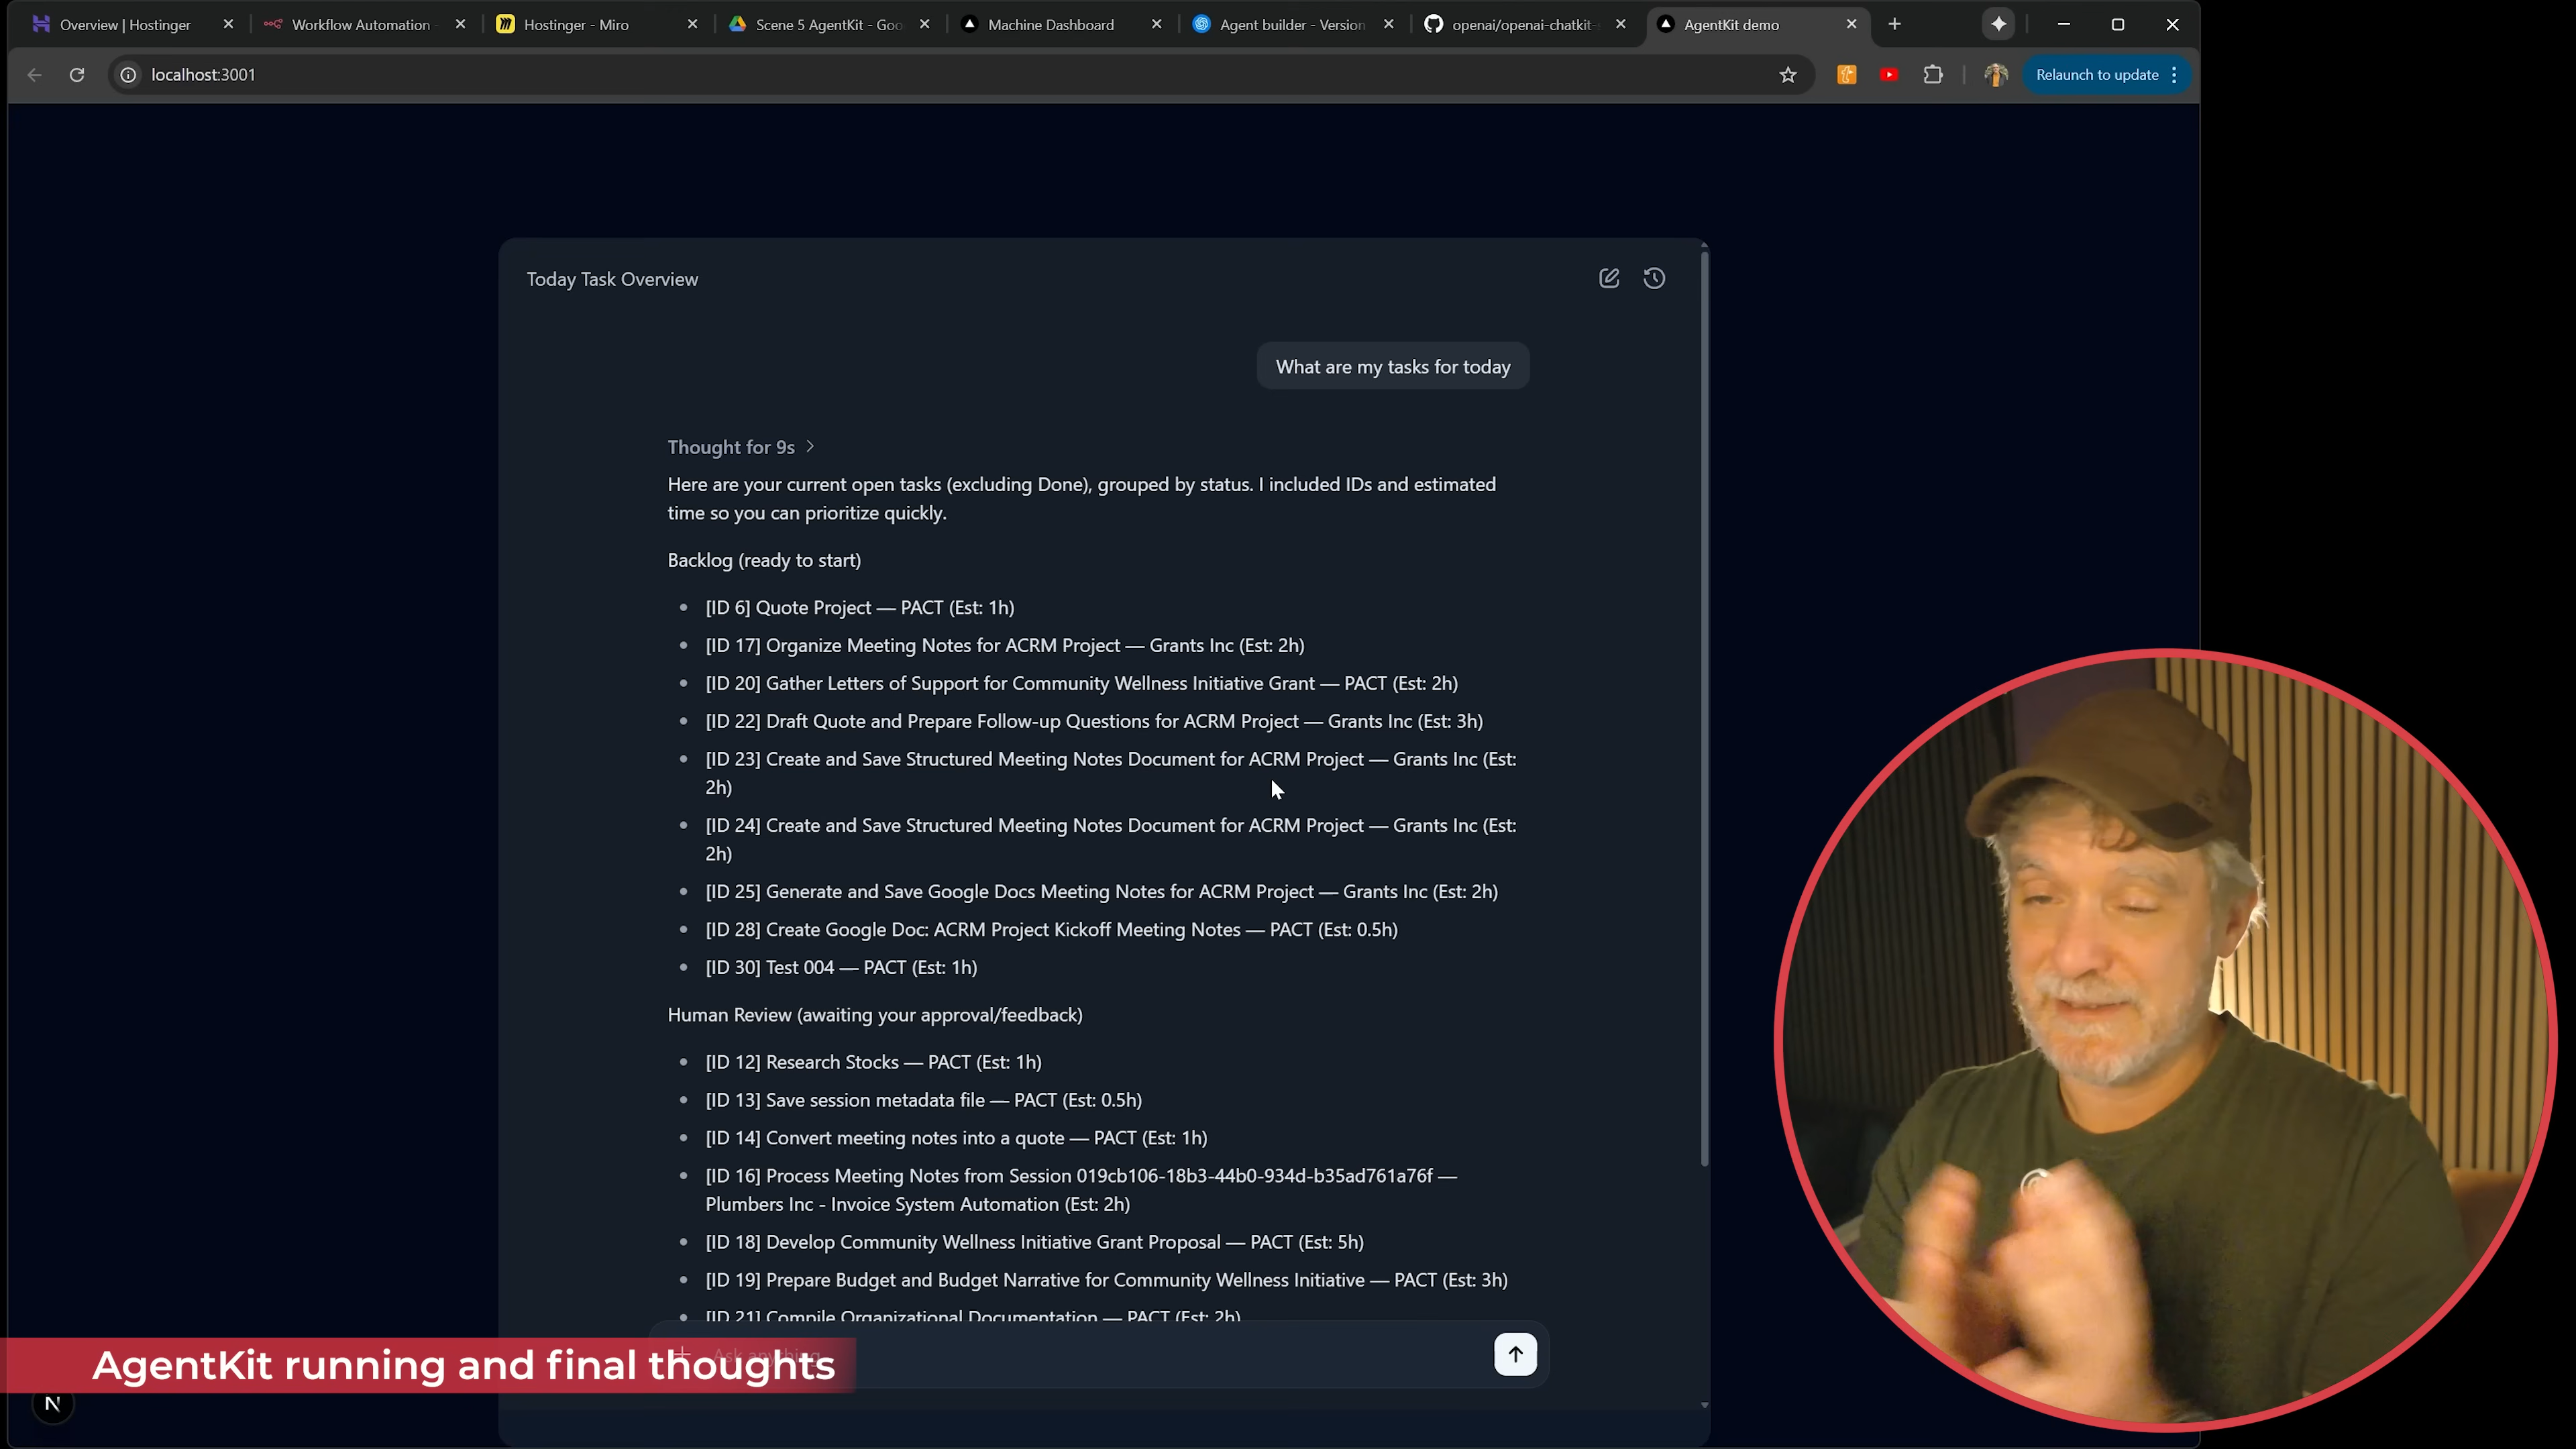 Overview | Hostinger
Workflow Automation -
Hostinger - Miro
Scene 5 AgentKit - Goo
Machine Dashboard
Agent builder - Version
openai/openai-chatkit-
AgentKit demo
localhost:3001
Relaunch to update
Today Task Overview
What are my tasks for today
Thought for 9s
Here are your current open tasks (excluding Done), grouped by status. I included IDs and estimated
time so you can prioritize quickly.
Backlog (ready to start)
[ID 6] Quote Project — PACT (Est: 1h)
[ID 17] Organize Meeting Notes for ACRM Project — Grants Inc (Est: 2h)
[ID 20] Gather Letters of Support for Community Wellness Initiative Grant — PACT (Est: 2h)
[ID 22] Draft Quote and Prepare Follow-up Questions for ACRM Project — Grants Inc (Est: 3h)
[ID 23] Create and Save Structured Meeting Notes Document for ACRM Project — Grants Inc (Est:
2h)
[ID 24] Create and Save Structured Meeting Notes Document for ACRM Project — Grants Inc (Est:
2h)
[ID 25] Generate and Save Google Docs Meeting Notes for ACRM Project — Grants Inc (Est: 2h)
[ID 28] Create Google Doc: ACRM Project Kickoff Meeting Notes — PACT (Est: 0.5h)
[ID 30] Test 004 — PACT (Est: 1h)
Human Review (awaiting your approval/feedback)
[ID 12] Research Stocks — PACT (Est: 1h)
[ID 13] Save session metadata file — PACT (Est: 0.5h)
[ID 14] Convert meeting notes into a quote — PACT (Est: 1h)
[ID 16] Process Meeting Notes from Session 019cb106-18b3-44b0-934d-b35ad761a76f —
Plumbers Inc - Invoice System Automation (Est: 2h)
[ID 18] Develop Community Wellness Initiative Grant Proposal — PACT (Est: 5h)
[ID 19] Prepare Budget and Budget Narrative for Community Wellness Initiative — PACT (Est: 3h)
[ID 21] Compile Organizational Documentation — PACT (Est: 2h)
Ask anything
AgentKit running and final thoughts
N